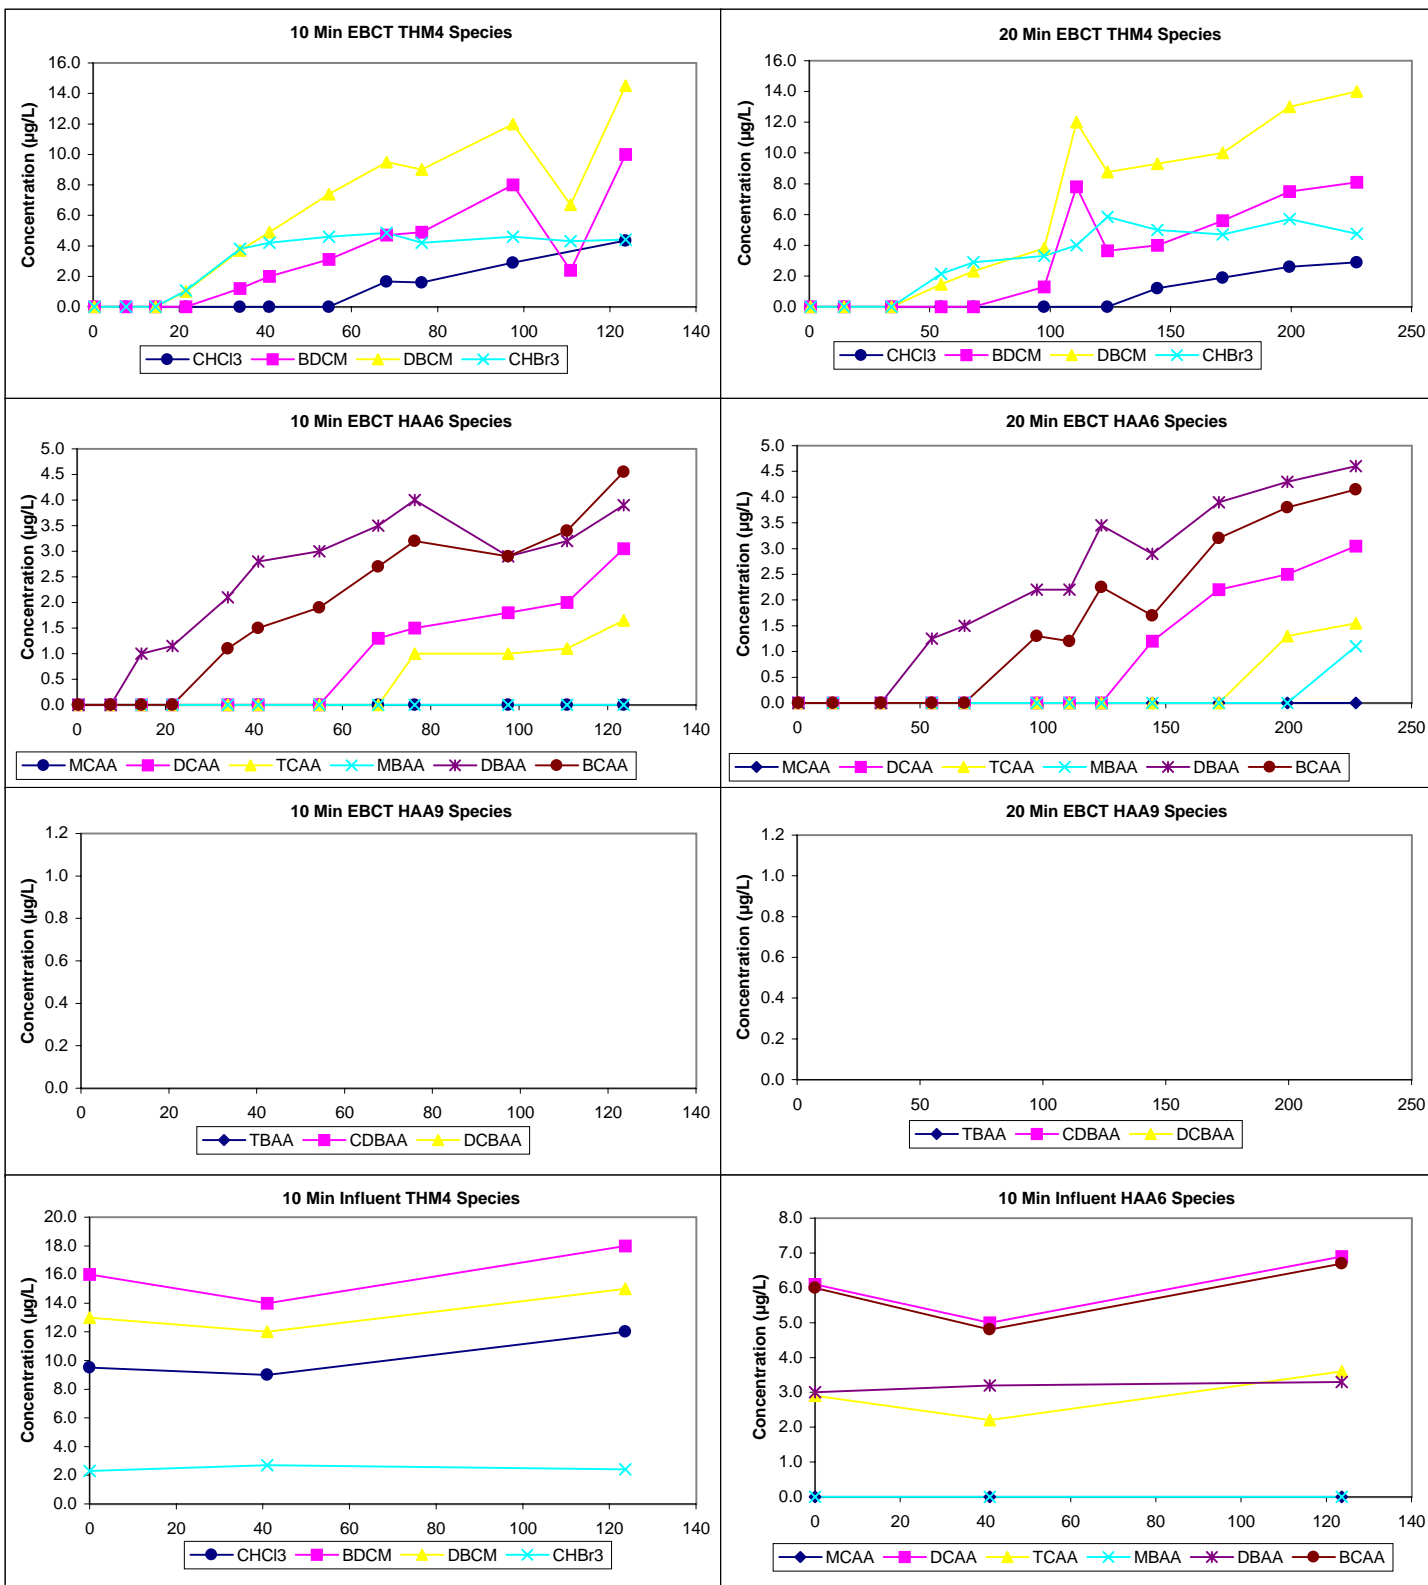 10 Min EBCT THM4 Species
Concentration (µg/L)
16.0
14.0
12.0
10.0
8.0
6.0
4.0
2.0
0.0
0 20 40 60 80 100 120 140
CHCl3 BDCM DBCM CHBr3
20 Min EBCT THM4 Species
Concentration (µg/L)
16.0
14.0
12.0
10.0
8.0
6.0
4.0
2.0
0.0
0 50 100 150 200 250
CHCl3 BDCM DBCM CHBr3
10 Min EBCT HAA6 Species
Concentration (µg/L)
5.0
4.5
4.0
3.5
3.0
2.5
2.0
1.5
1.0
0.5
0.0
0 20 40 60 80 100 120 140
MCAA DCAA TCAA MBAA DBAA BCAA
20 Min EBCT HAA6 Species
Concentration (µg/L)
5.0
4.5
4.0
3.5
3.0
2.5
2.0
1.5
1.0
0.5
0.0
0 50 100 150 200 250
MCAA DCAA TCAA MBAA DBAA BCAA
10 Min EBCT HAA9 Species
Concentration (µg/L)
1.2
1.0
0.8
0.6
0.4
0.2
0.0
0 20 40 60 80 100 120 140
TBAA CDBAA DCBAA
20 Min EBCT HAA9 Species
Concentration (µg/L)
1.2
1.0
0.8
0.6
0.4
0.2
0.0
0 50 100 150 200 250
TBAA CDBAA DCBAA
10 Min Influent THM4 Species
Concentration (µg/L)
20.0
18.0
16.0
14.0
12.0
10.0
8.0
6.0
4.0
2.0
0.0
0 20 40 60 80 100 120 140
CHCl3 BDCM DBCM CHBr3
10 Min Influent HAA6 Species
Concentration (µg/L)
8.0
7.0
6.0
5.0
4.0
3.0
2.0
1.0
0.0
0 20 40 60 80 100 120 140
MCAA DCAA TCAA MBAA DBAA BCAA